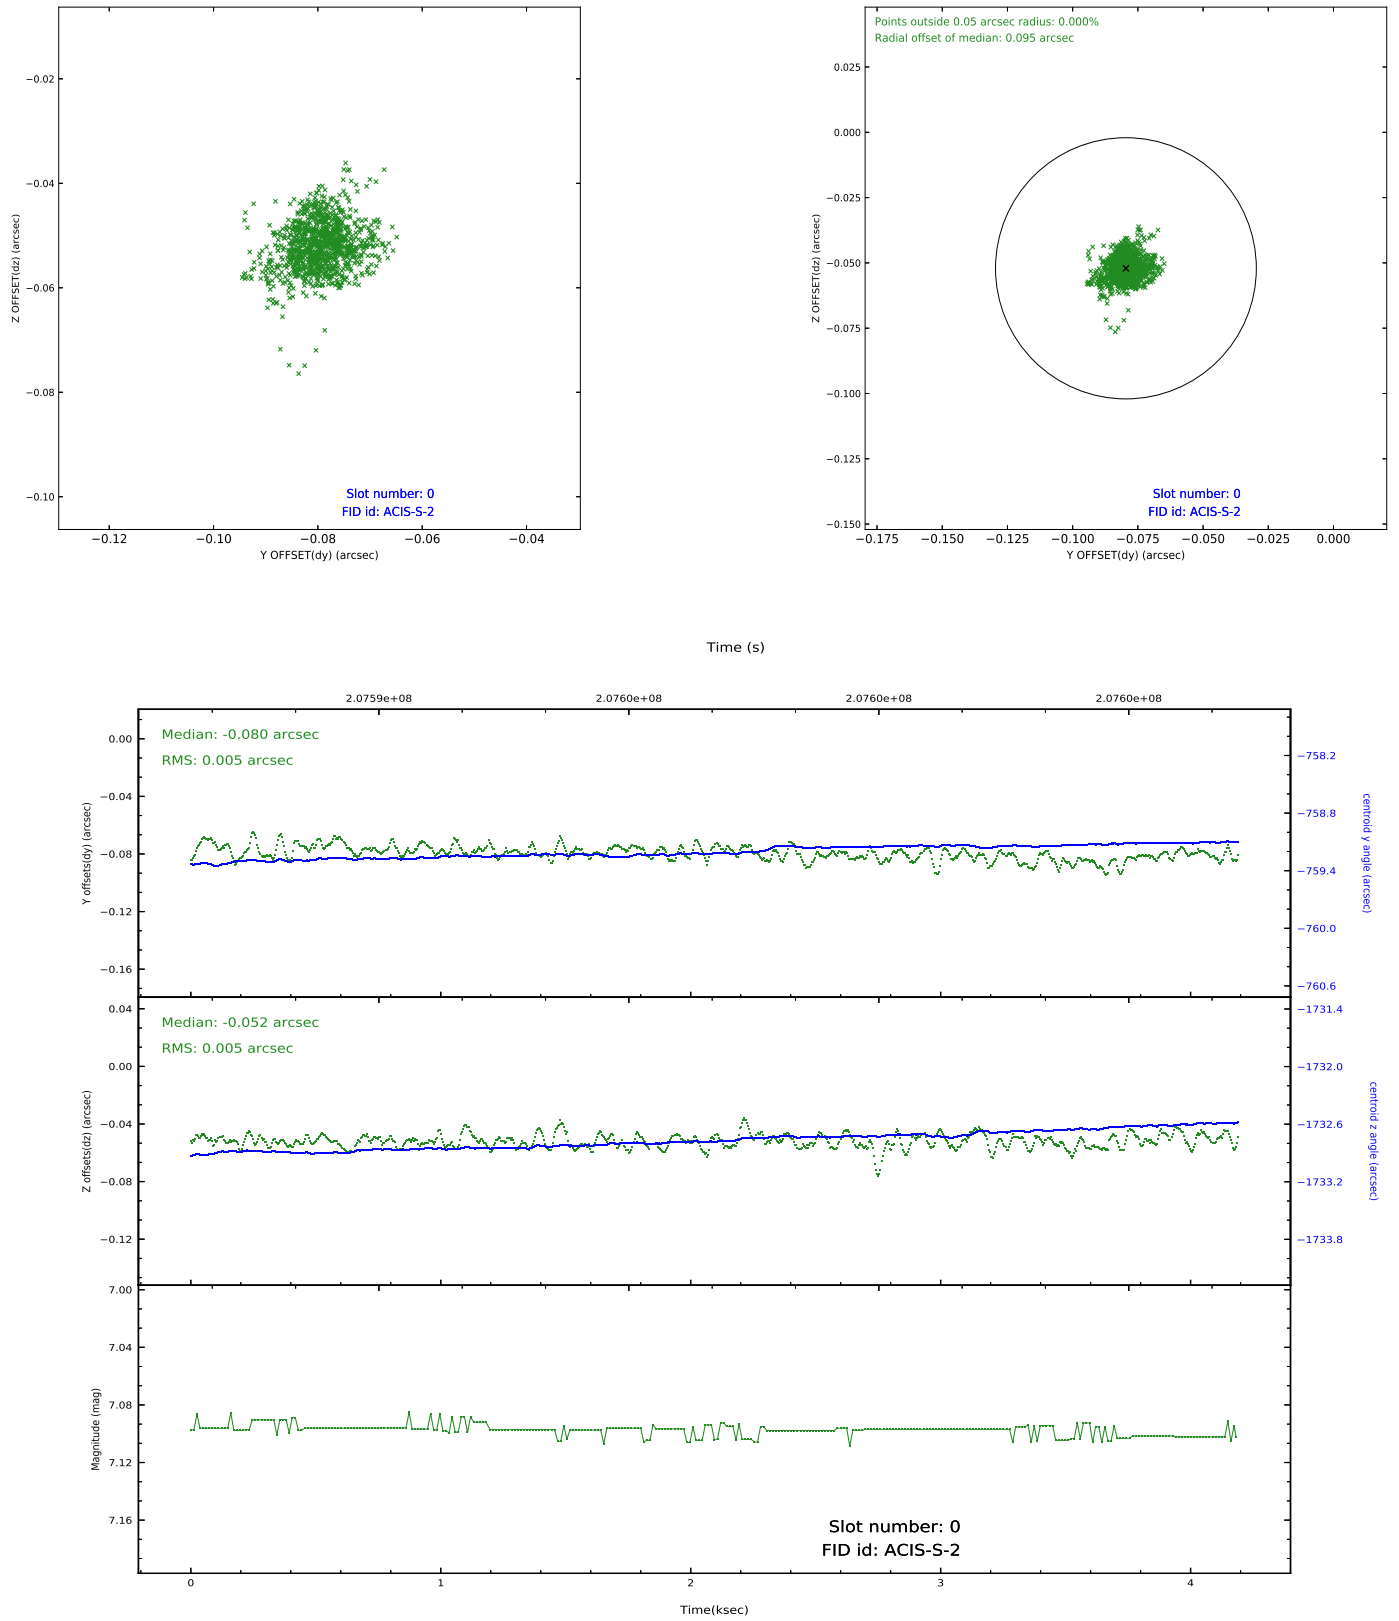 −0.02
−0.04
−0.06
−0.08
−0.10
Z OFFSET(dz) (arcsec)
Slot number: 0
FID id: ACIS-S-2
−0.12 −0.10 −0.08 −0.06 −0.04
Y OFFSET(dy) (arcsec)
Points outside 0.05 arcsec radius: 0.000%
Radial offset of median: 0.095 arcsec
0.025
0.000
−0.025
−0.050
−0.075
−0.100
−0.125
−0.150
Z OFFSET(dz) (arcsec)
Slot number: 0
FID id: ACIS-S-2
−0.175 −0.150 −0.125 −0.100 −0.075 −0.050 −0.025 0.000
Y OFFSET(dy) (arcsec)
Time (s)
2.0759e+08 2.0760e+08 2.0760e+08 2.0760e+08
Median: -0.080 arcsec
RMS: 0.005 arcsec
0.00
−0.04
−0.08
−0.12
−0.16
Y offsets(dy) (arcsec)
−758.2
−758.8
−759.4
−760.0
−760.6
centroid y angle (arcsec)
Median: -0.052 arcsec
RMS: 0.005 arcsec
0.04
0.00
−0.04
−0.08
−0.12
Z offsets(dz) (arcsec)
−1731.4
−1732.0
−1732.6
−1733.2
−1733.8
centroid z angle (arcsec)
7.00
7.04
7.08
7.12
7.16
Magnitude (mag)
Slot number: 0
FID id: ACIS-S-2
0 1 2 3 4
Time(ksec)